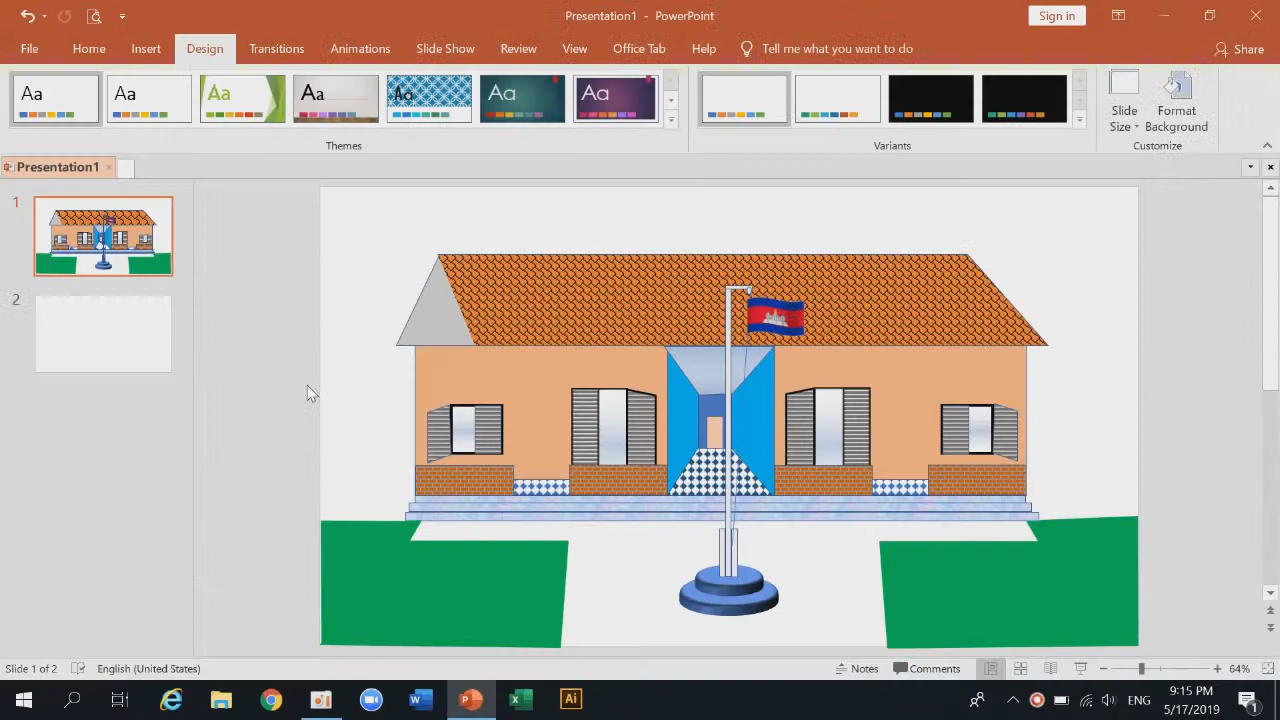 Presentation1 - PowerPoint
Sign in
File Home Insert Design Transitions Animations Slide Show Review View Office Tab Help Tell me what you want to do
Share
Aa Aa Aa Aa Aa Aa Aa
Slide Size
Format Background
Themes
Variants
Customize
Presentation1
1
2
Slide 1 of 2
English (United States)
Notes
Comments
64%
ENG
9:15 PM
5/17/2019
1